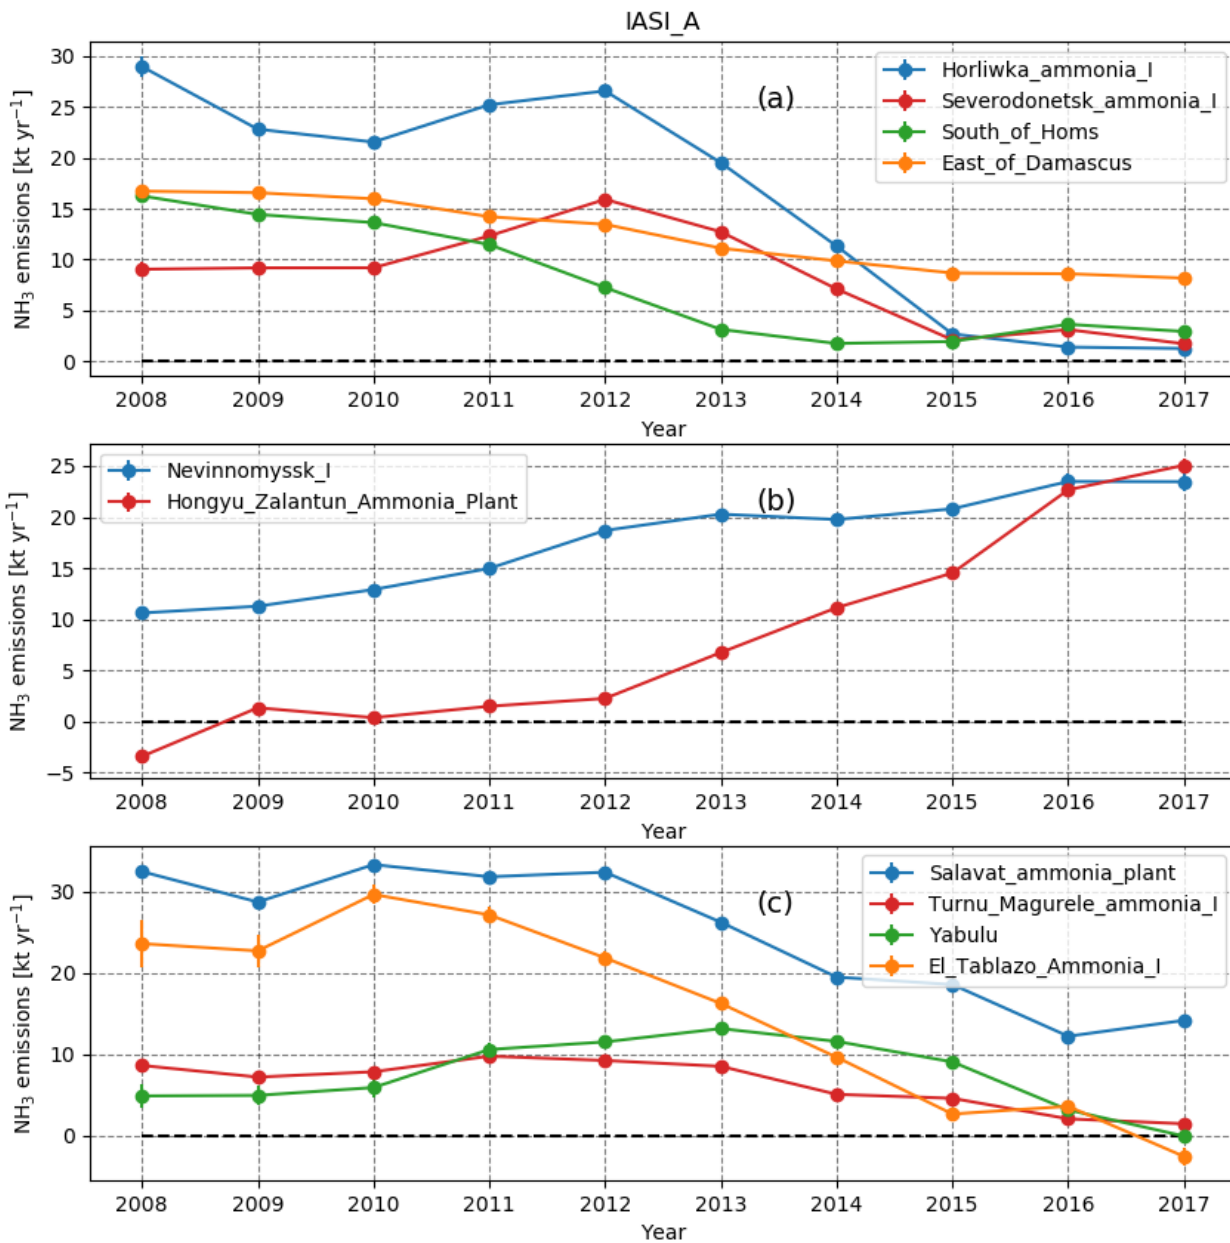 IASI_A
NH₃ emissions [kt yr⁻¹]
30
25
20
15
10
5
0
(a)
Horliwka_ammonia_I
Severodonetsk_ammonia_I
South_of_Homs
East_of_Damascus
2008 2009 2010 2011 2012 2013 2014 2015 2016 2017
Year
NH₃ emissions [kt yr⁻¹]
25
20
15
10
5
0
−5
Nevinnomyssk_I
Hongyu_Zalantun_Ammonia_Plant
(b)
2008 2009 2010 2011 2012 2013 2014 2015 2016 2017
Year
NH₃ emissions [kt yr⁻¹]
30
20
10
0
(c)
Salavat_ammonia_plant
Turnu_Magurele_ammonia_I
Yabulu
El_Tablazo_Ammonia_I
2008 2009 2010 2011 2012 2013 2014 2015 2016 2017
Year